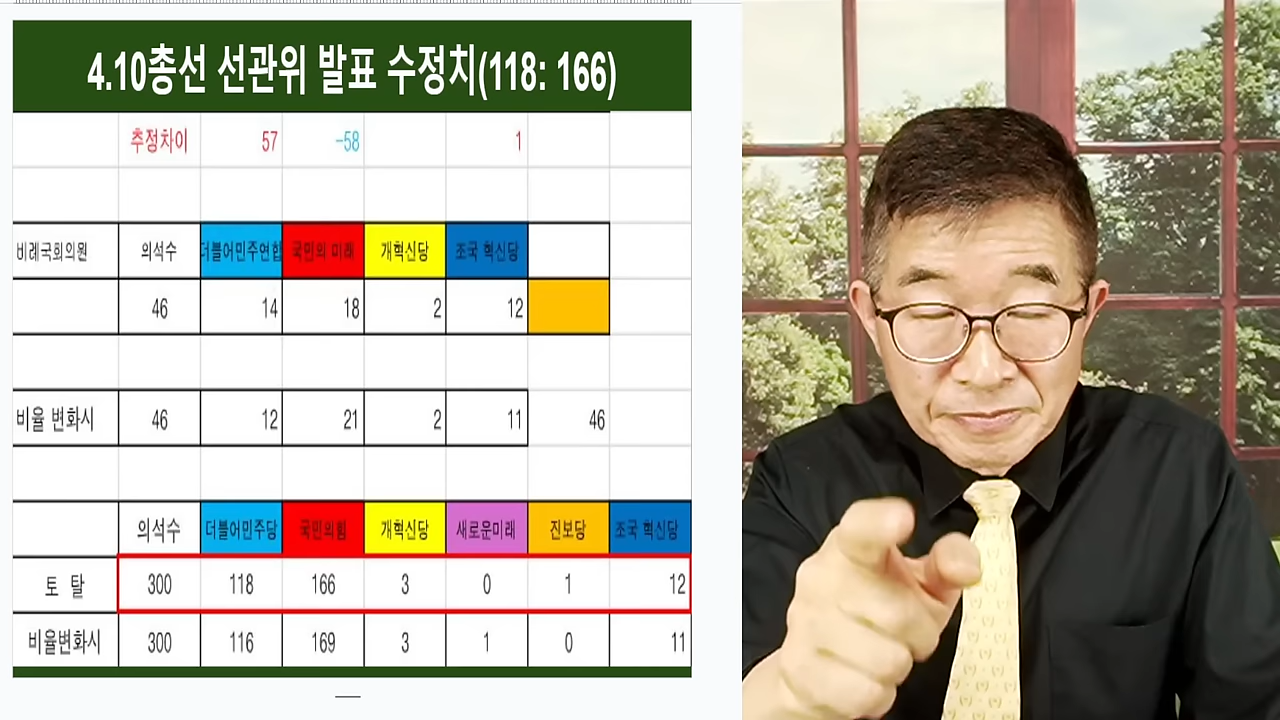 4.10총선 선관위 발표 수정치(118: 166)
추정차이 57 -58 1
비례국회의원 의석수 더불어민주연합 국민의 미래 개혁신당 조국 혁신당
46 14 18 2 12
비율 변화시 46 12 21 2 11 46
의석수 더불어민주당 국민의힘 개혁신당 새로운미래 진보당 조국 혁신당
토 탈 300 118 166 3 0 1 12
비율변화시 300 116 169 3 1 0 11